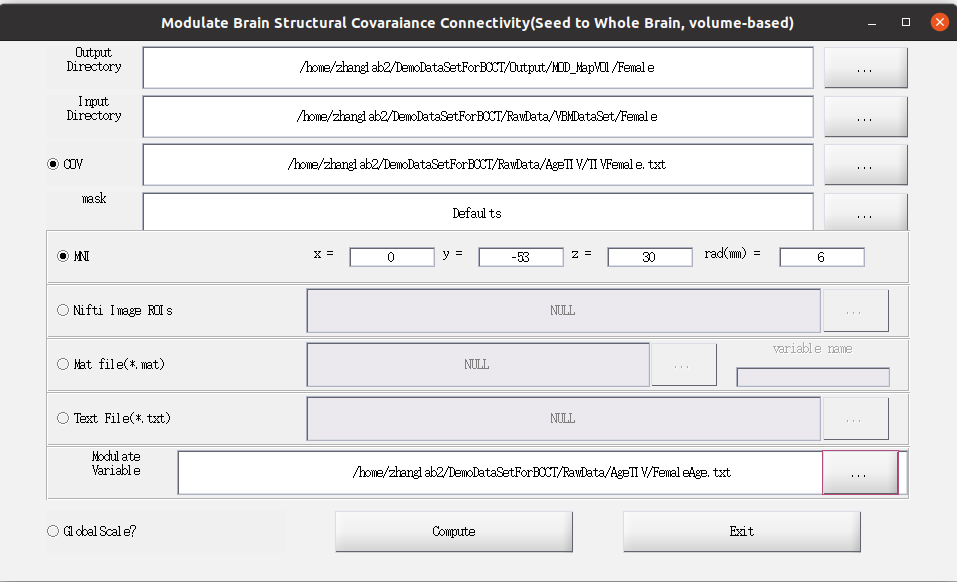 Modulate Brain Structural Covaraiance Connectivity(Seed to Whole Brain, volume-based)
Output
Directory
/home/zhanglab2/DemoDataSetForBCCT/Output/MOD_MapVOl/Female
...
Input
Directory
/home/zhanglab2/DemoDataSetForBCCT/RawData/VBMDataSet/Female
...
COV
/home/zhanglab2/DemoDataSetForBCCT/RawData/AgeTIV/TIVFemale.txt
...
mask
Defaults
...
MNI x = 0 y = -53 z = 30 rad(mm) = 6
Nifti Image ROIs NULL ...
Mat file(*.mat) NULL ... variable name
Text File(*.txt) NULL ...
Modulate
Variable
/home/zhanglab2/DemoDataSetForBCCT/RawData/AgeTIV/FemaleAge.txt
...
GlobalScale? Compute Exit